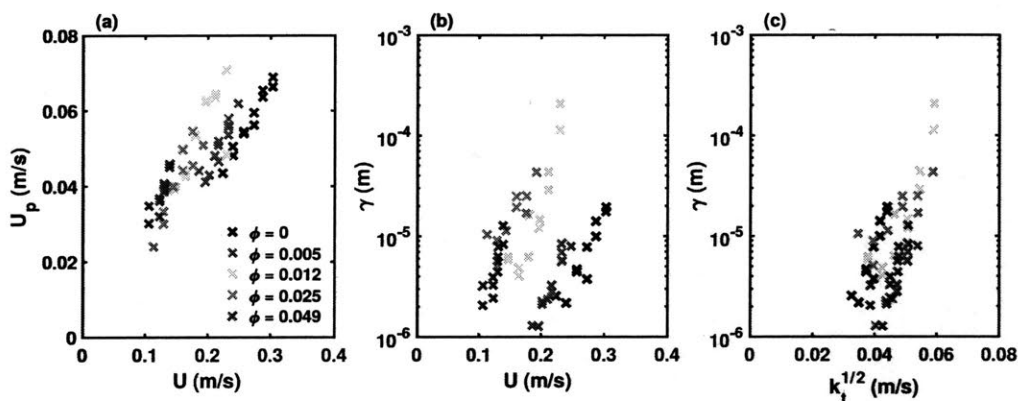 (a)
0.08
0.06
0.04
0.02
0
U_p (m/s)
ϕ = 0
ϕ = 0.005
ϕ = 0.012
ϕ = 0.025
ϕ = 0.049
0 0.1 0.2 0.3 0.4
U (m/s)
(b)
10^-3
10^-4
10^-5
10^-6
γ (m)
0 0.1 0.2 0.3 0.4
U (m/s)
(c)
10^-3
10^-4
10^-5
10^-6
γ (m)
0 0.02 0.04 0.06 0.08
k_t^1/2 (m/s)